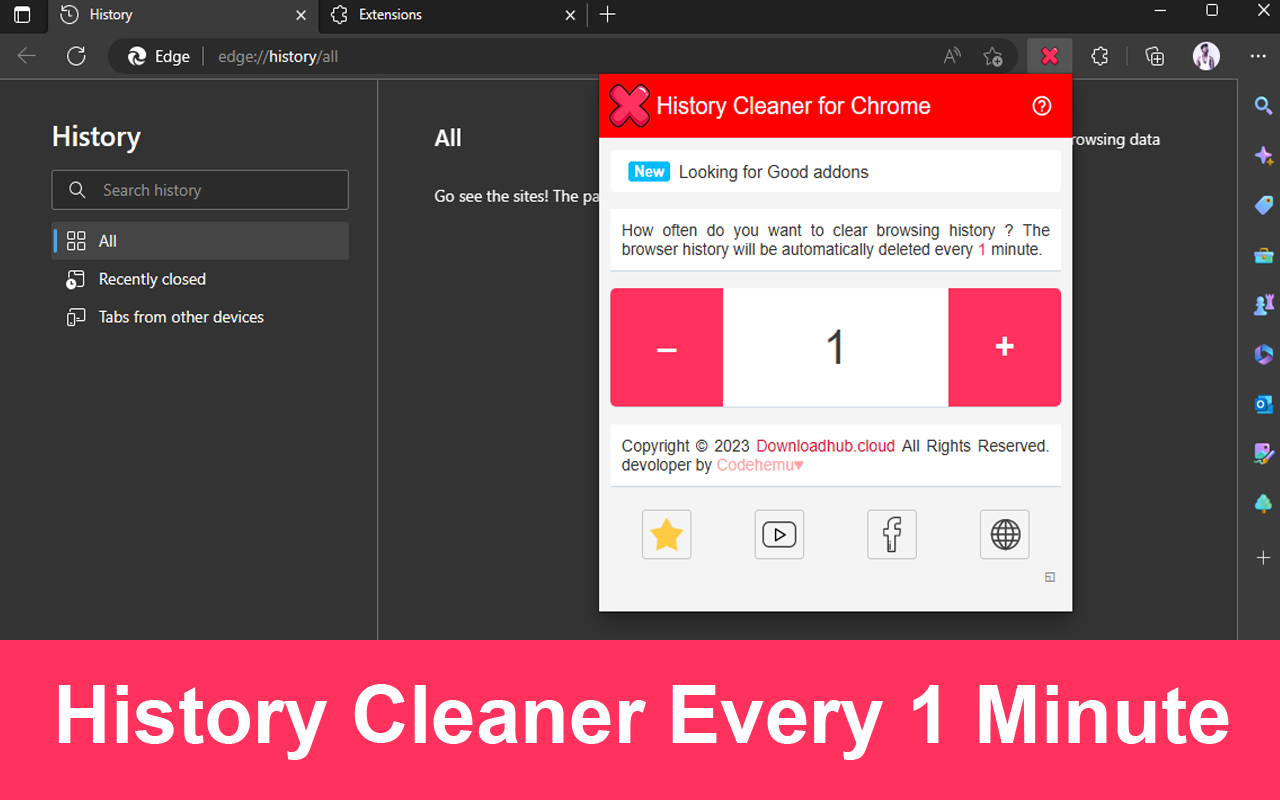 History
Extensions
Edge
edge://history/all
History Cleaner for Chrome
History
Search history
All
Recently closed
Tabs from other devices
All
rowsing data
Go see the sites! The pa
New Looking for Good addons
How often do you want to clear browsing history ? The
browser history will be automatically deleted every 1 minute.
– 1 +
Copyright © 2023 Downloadhub.cloud All Rights Reserved.
devoloper by Codehemu♥
History Cleaner Every 1 Minute